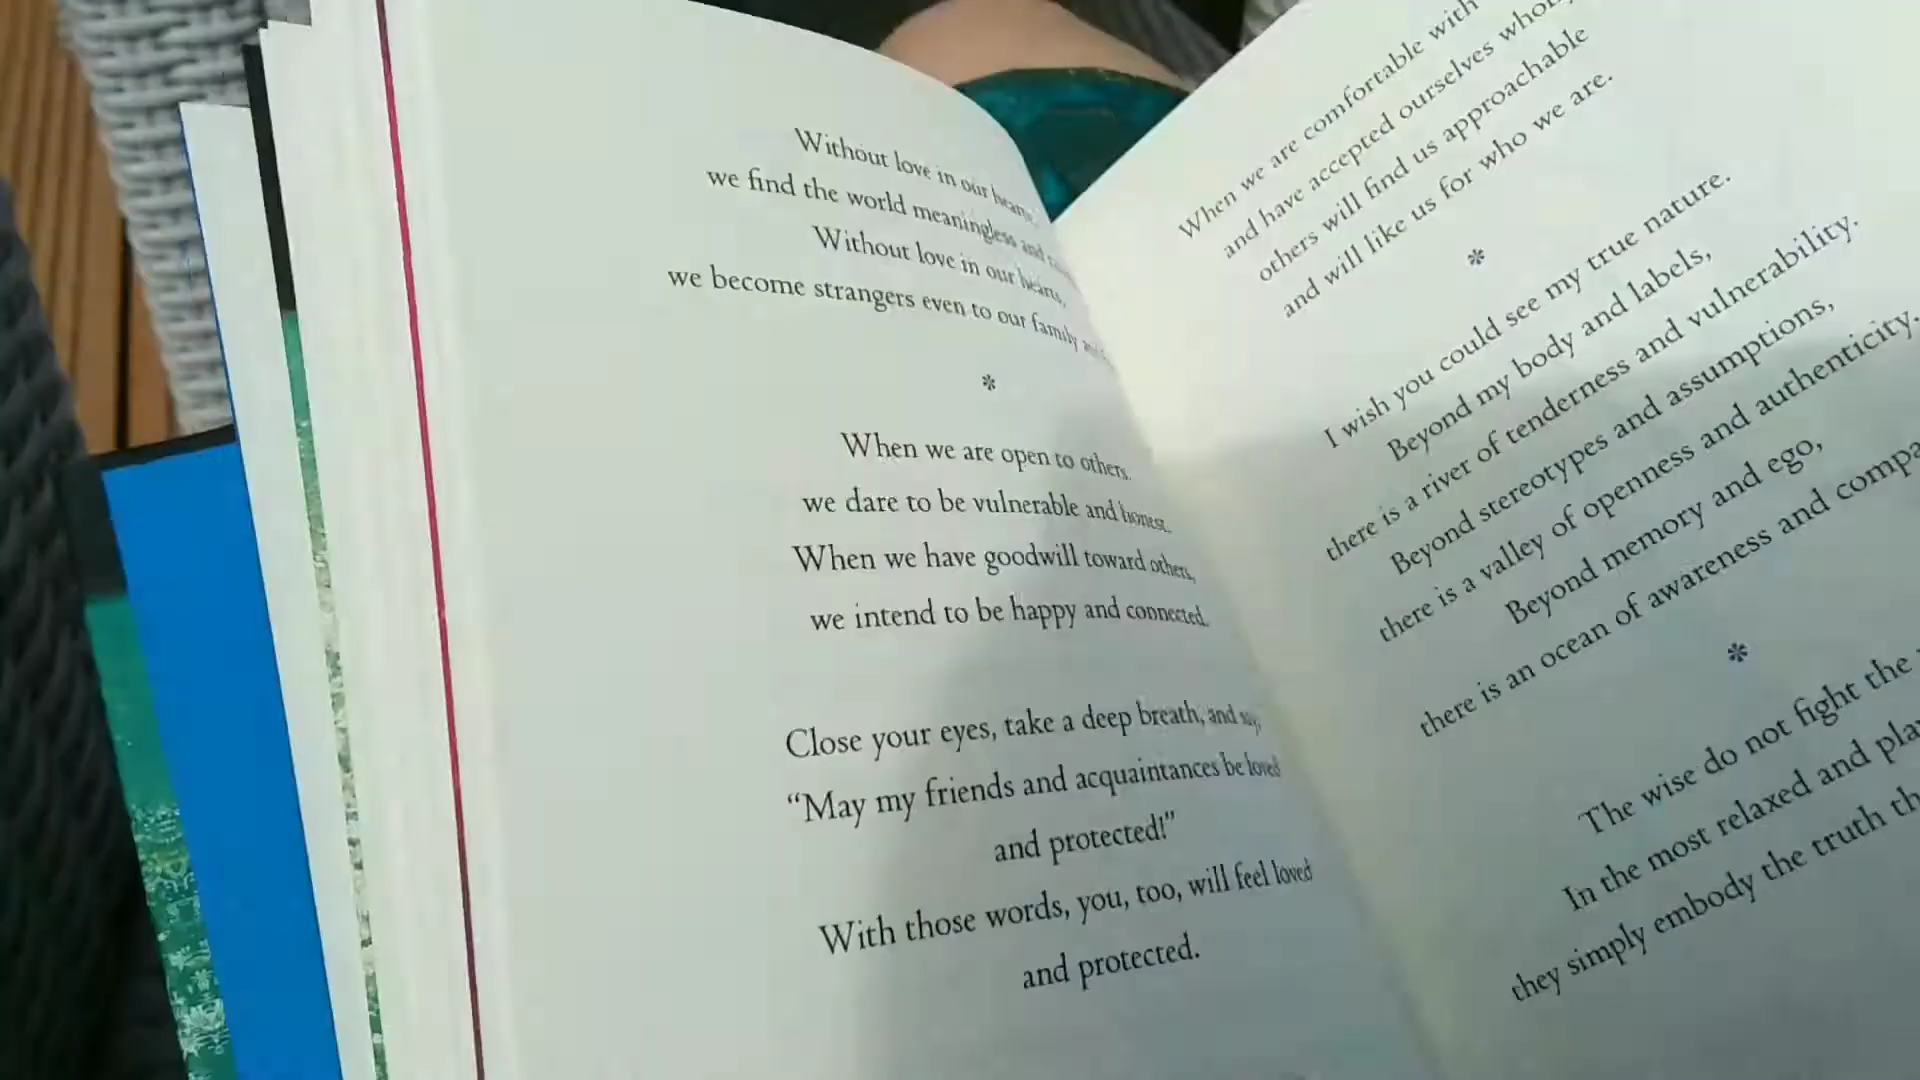 Without love in our hearts,
we find the world meaningless and
Without love in our hearts,
we become strangers even to our family and
*
When we are open to others,
we dare to be vulnerable and honest.
When we have goodwill toward others,
we intend to be happy and connected.
Close your eyes, take a deep breath, and say,
“May my friends and acquaintances be loved
and protected!”
With those words, you, too, will feel loved
and protected.
When we are comfortable with
and have accepted ourselves
others will find us approachable
and will like us for who we are.
*
I wish you could see my true nature.
Beyond my body and labels,
there is a river of tenderness and vulnerability.
Beyond stereotypes and assumptions,
there is a valley of openness and authenticity.
Beyond memory and ego,
there is an ocean of awareness and
*
The wise do not fight the
In the most relaxed and
they simply embody the truth